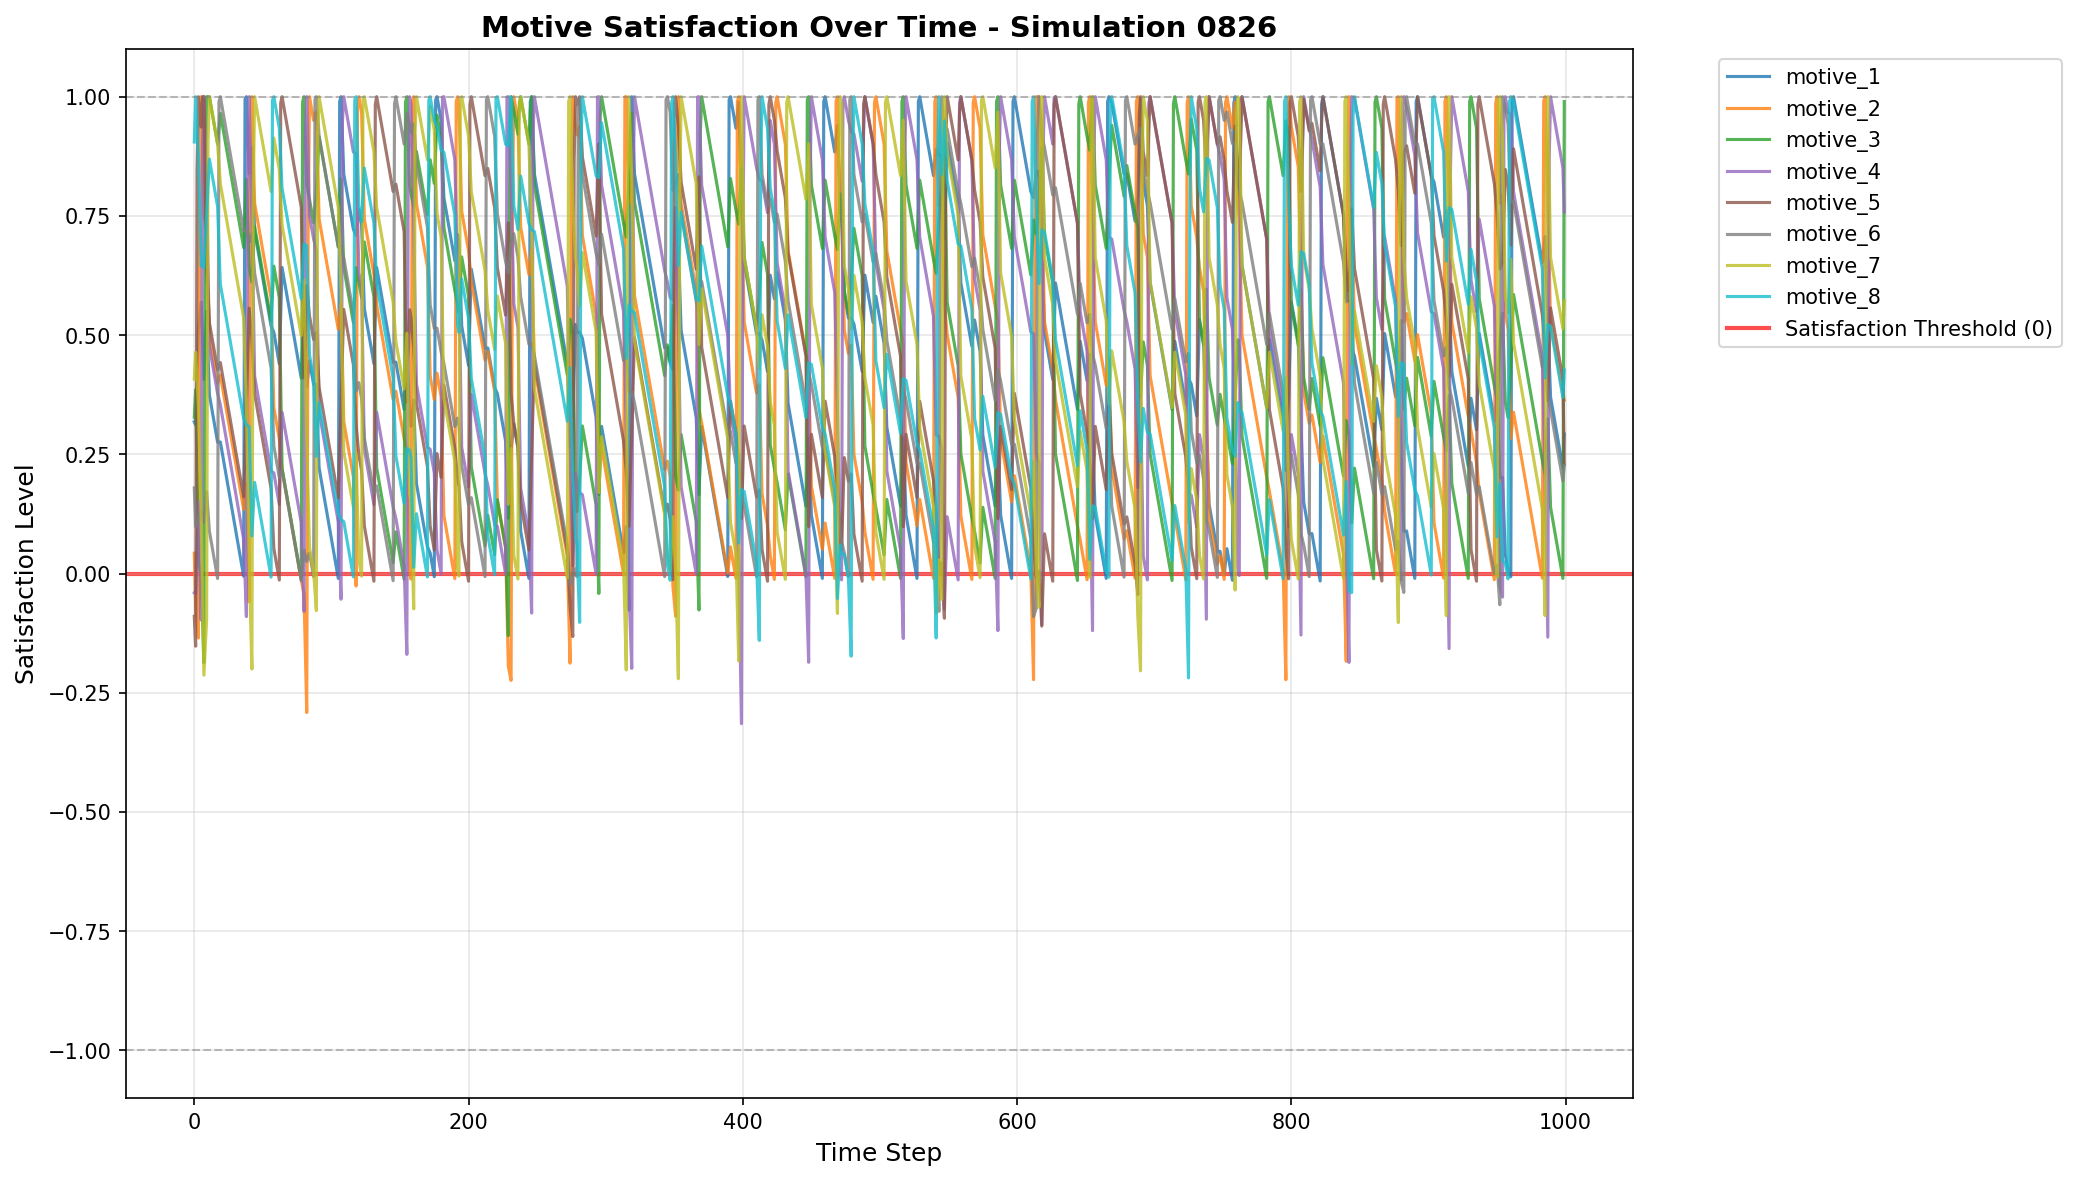 Motive Satisfaction Over Time - Simulation 0826
motive_1
motive_2
motive_3
motive_4
motive_5
motive_6
motive_7
motive_8
Satisfaction Threshold (0)
Satisfaction Level
1.00
0.75
0.50
0.25
0.00
−0.25
−0.50
−0.75
−1.00
0 200 400 600 800 1000
Time Step